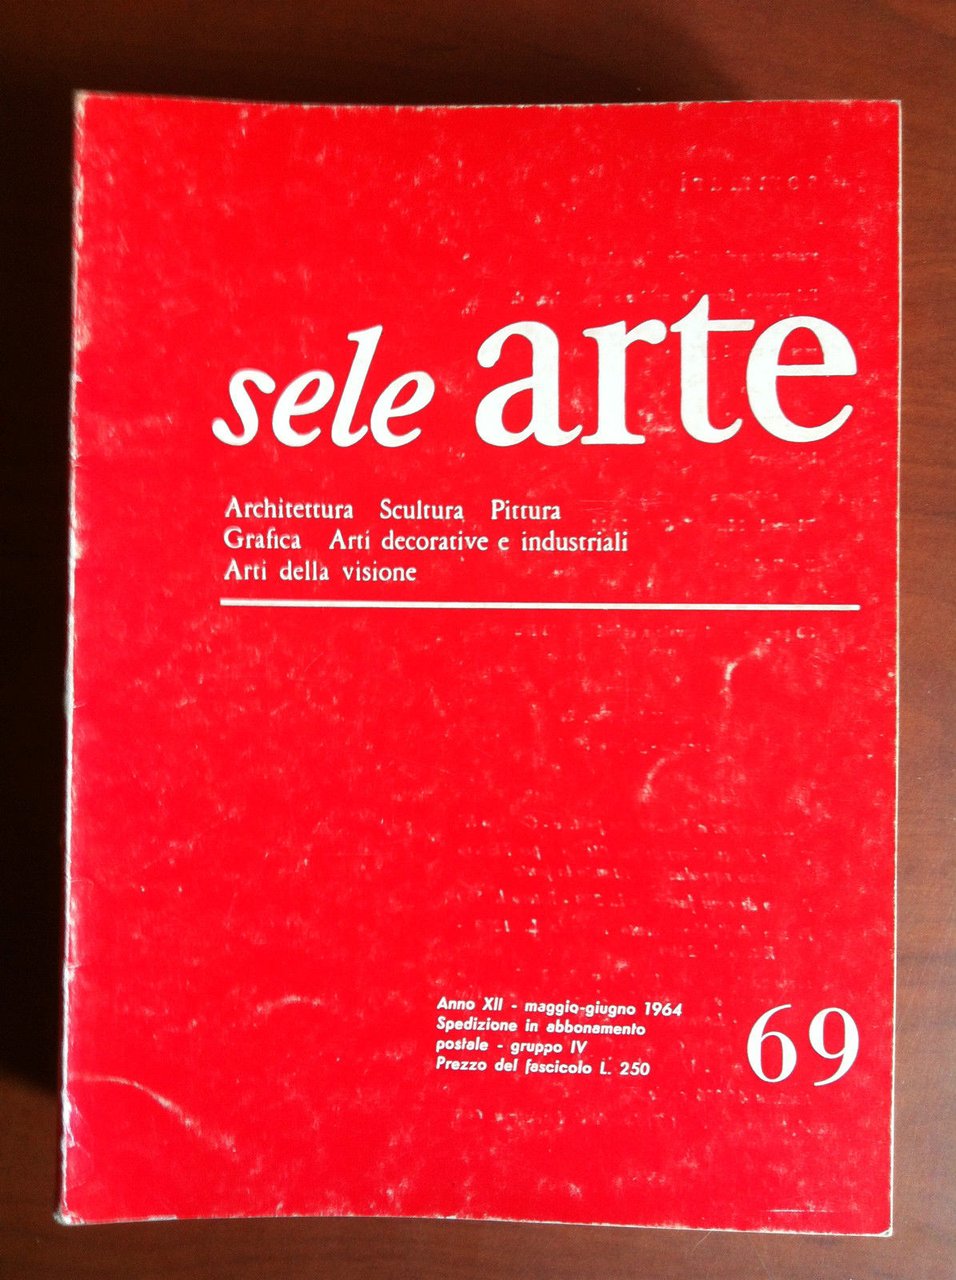 sele arte
Architettura Scultura Pittura
Grafica Arti decorative e industriali
Arti della visione
Anno XII - maggio-giugno 1964
Spedizione in abbonamento
postale - gruppo IV
Prezzo del fascicolo L. 250
69